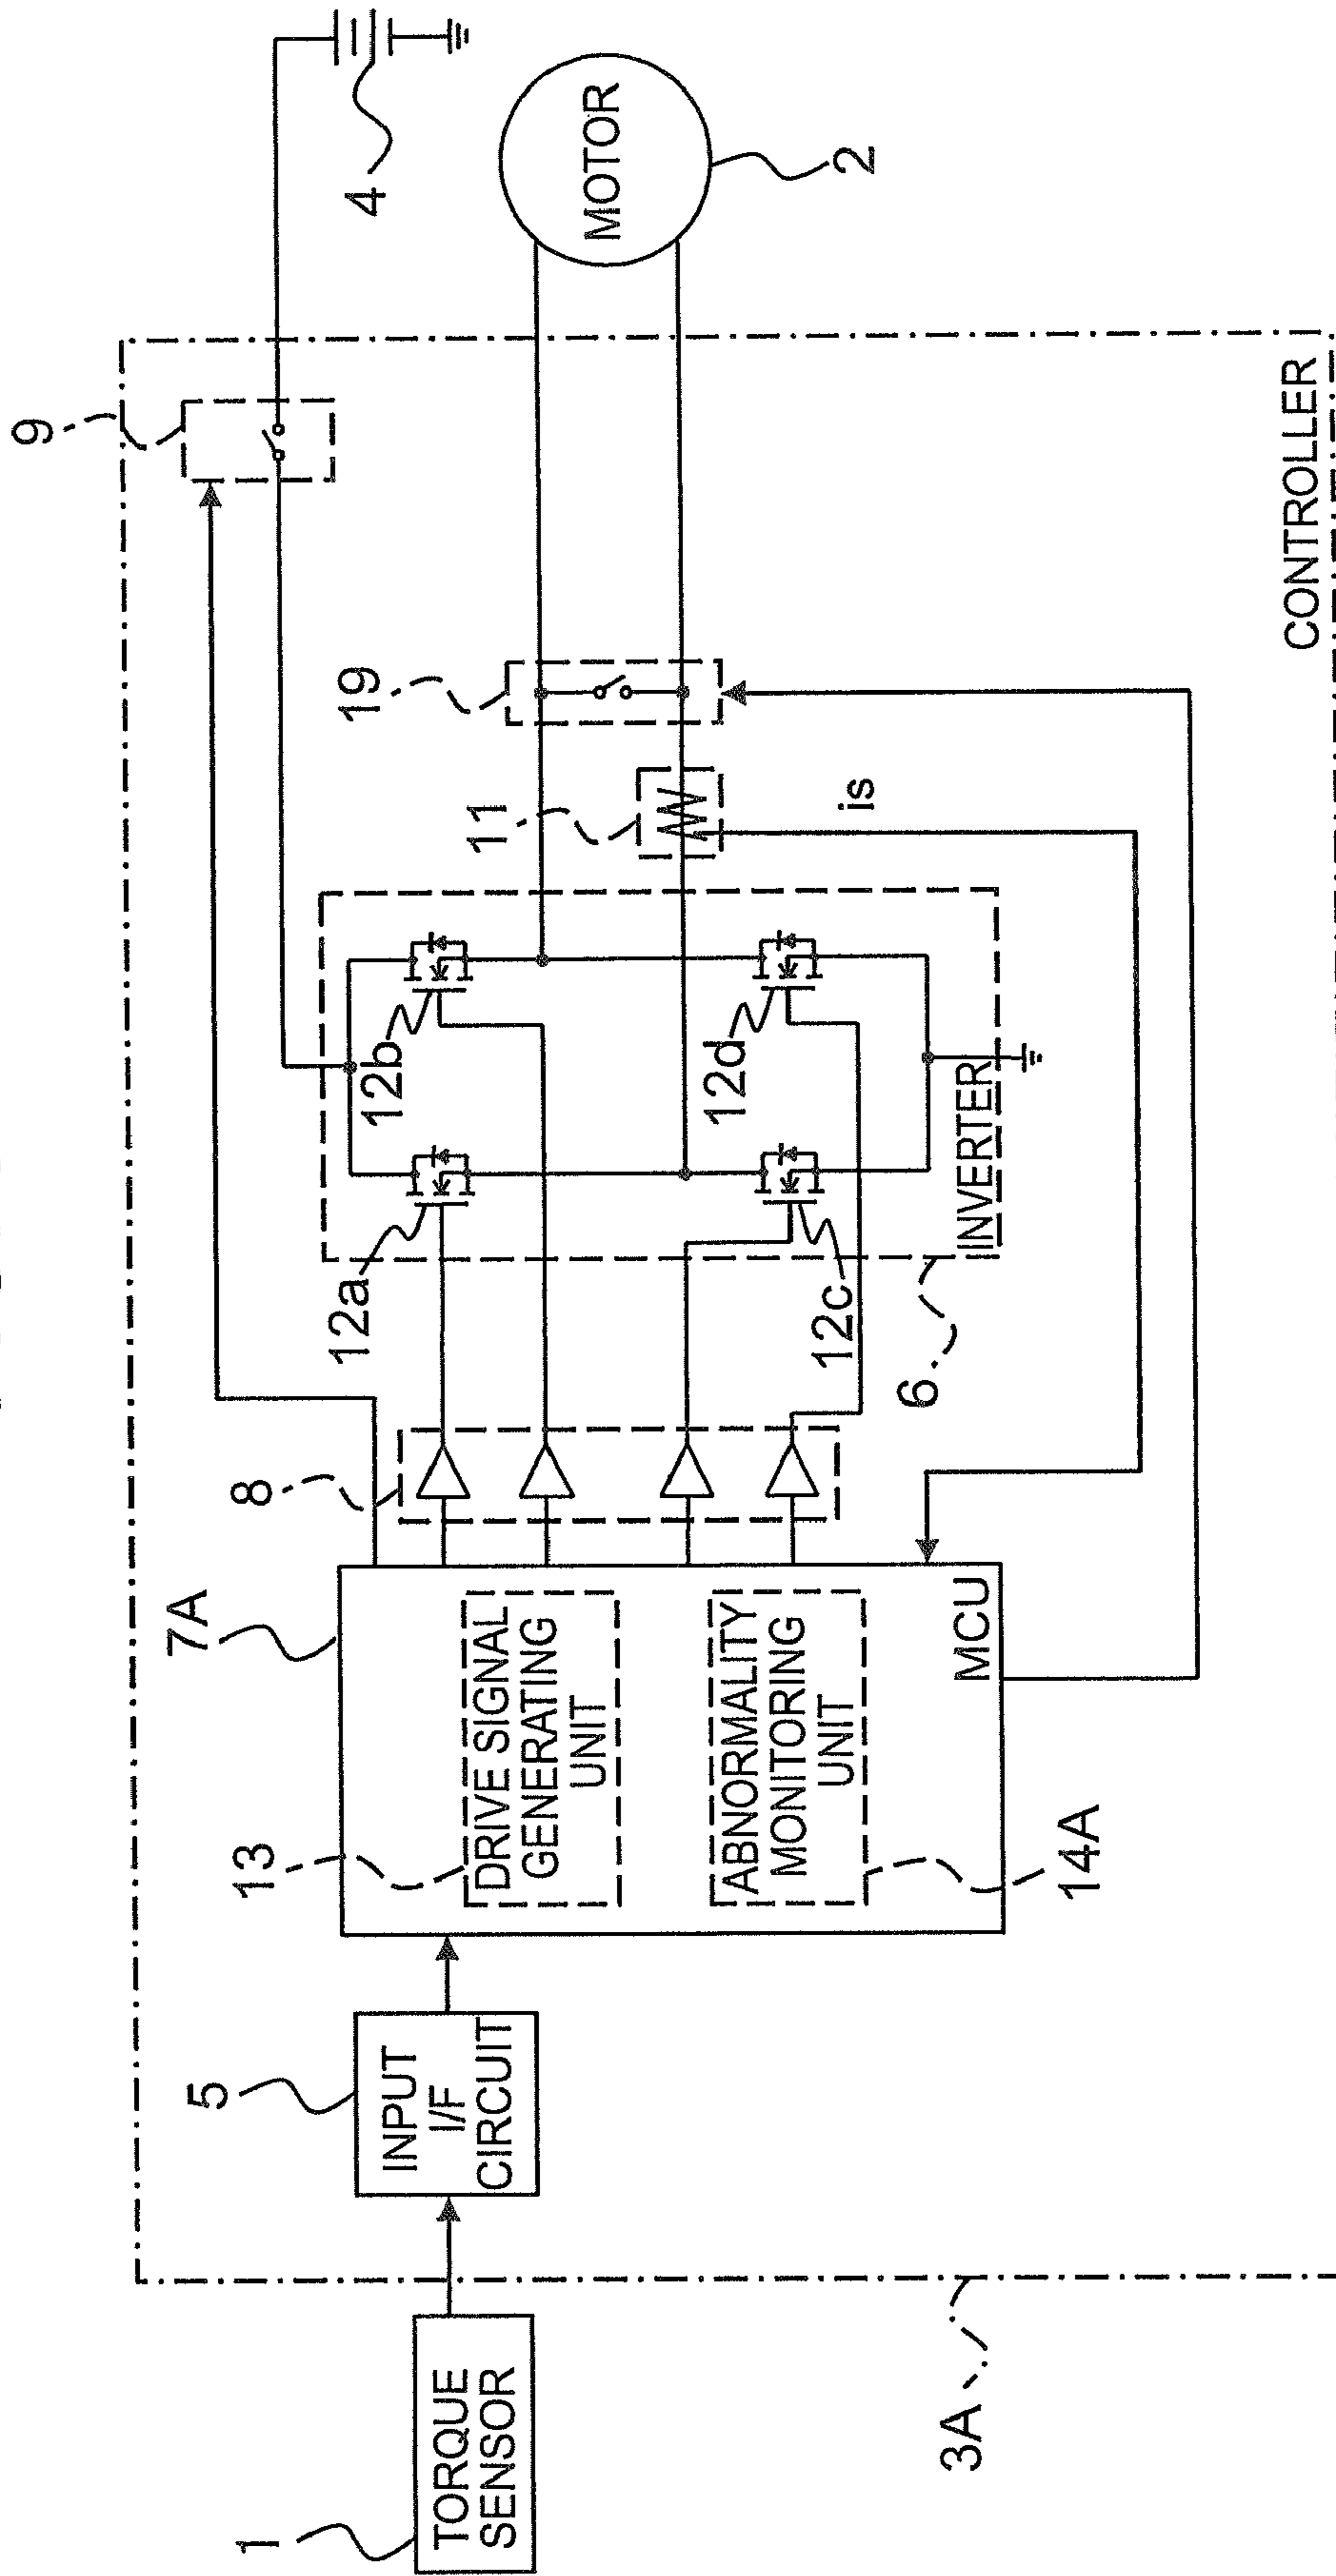 9
4
MOTOR
2
19
11
is
12b
12d
12a
12c
INVERTER
6
8
7A
13
DRIVE SIGNAL
GENERATING
UNIT
ABNORMALITY
MONITORING
UNIT
14A
MCU
5
INPUT
I/F
CIRCUIT
1
TORQUE
SENSOR
3A
CONTROLLER